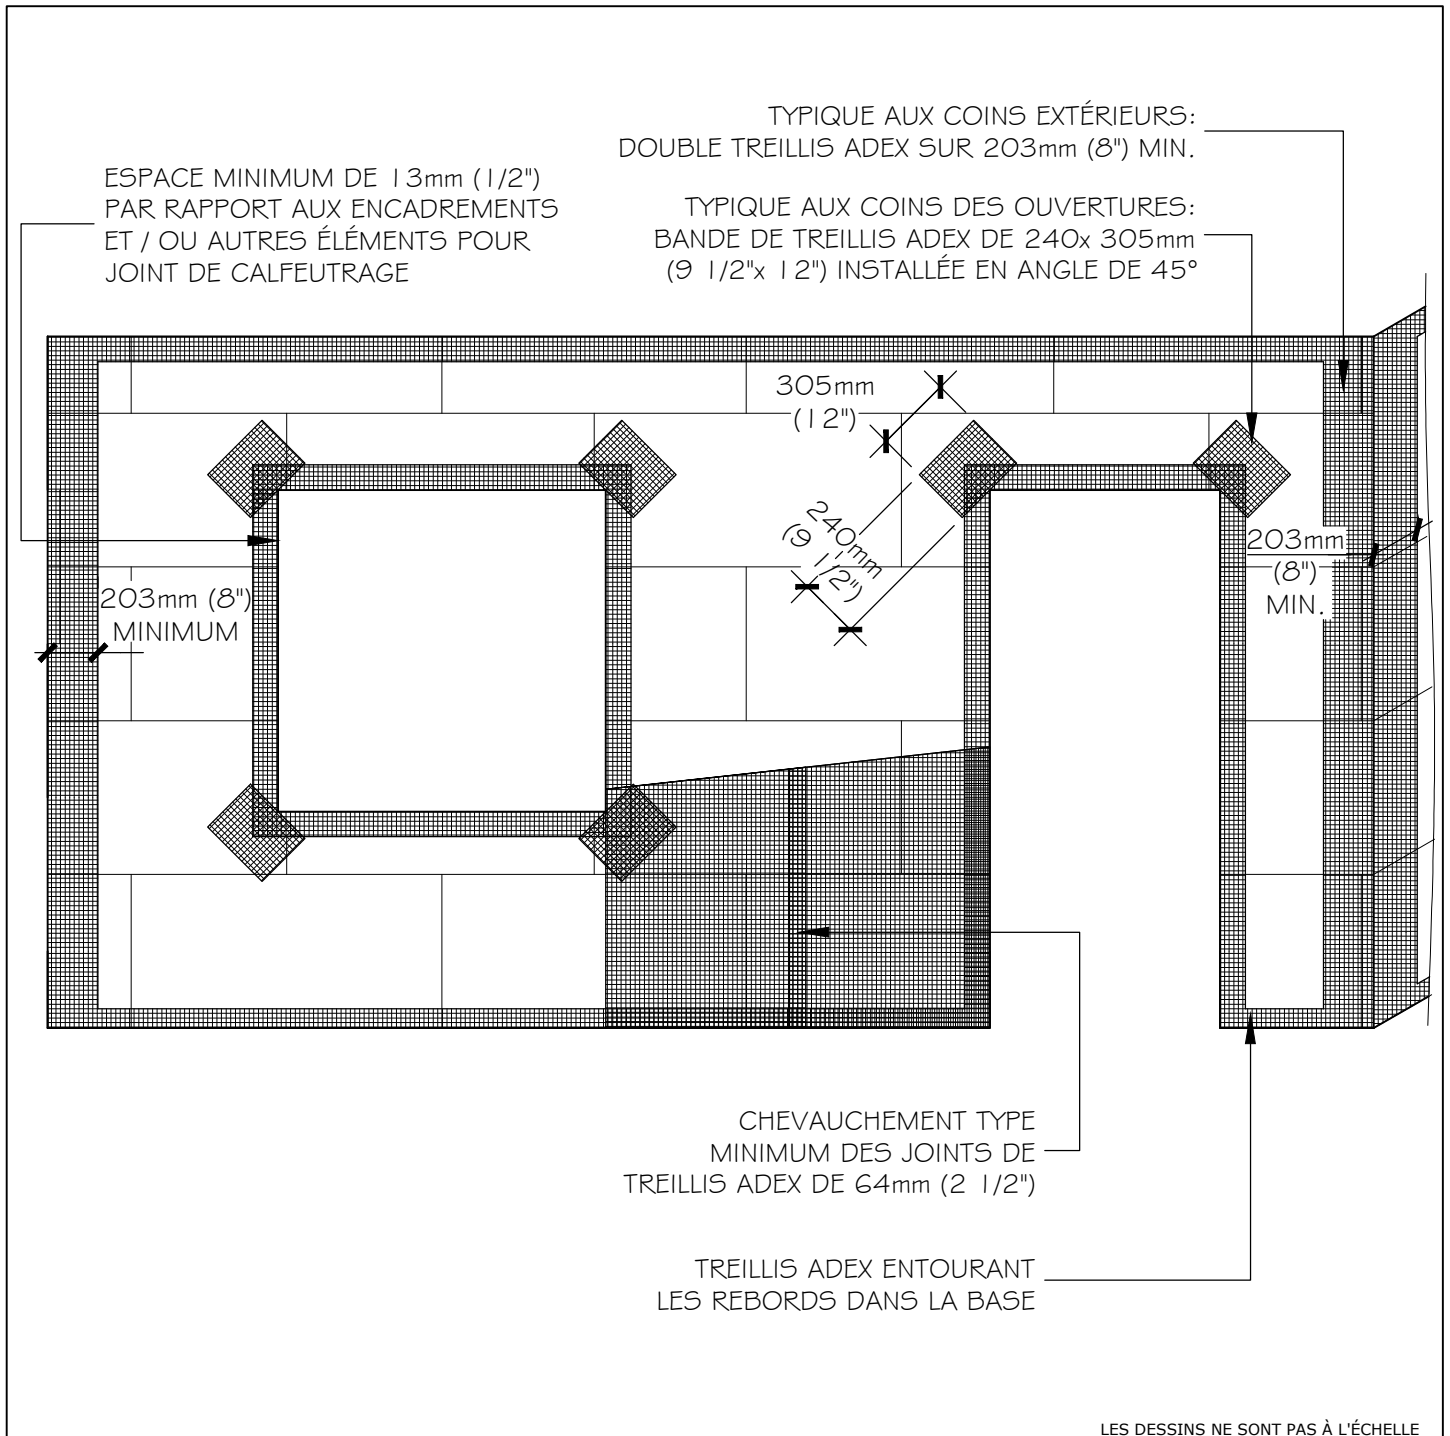 TYPIQUE AUX COINS EXTÉRIEURS:
DOUBLE TREILLIS ADEX SUR 203mm (8") MIN.
ESPACE MINIMUM DE 13mm (1/2")
PAR RAPPORT AUX ENCADREMENTS
ET / OU AUTRES ÉLÉMENTS POUR
JOINT DE CALFEUTRAGE
TYPIQUE AUX COINS DES OUVERTURES:
BANDE DE TREILLIS ADEX DE 240x 305mm
(9 1/2"x 12") INSTALLÉE EN ANGLE DE 45°
305mm
(12")
240mm
(9 1/2")
203mm
(8")
MIN.
203mm (8")
MINIMUM
CHEVAUCHEMENT TYPE
MINIMUM DES JOINTS DE
TREILLIS ADEX DE 64mm (2 1/2")
TREILLIS ADEX ENTOURANT
LES REBORDS DANS LA BASE
LES DESSINS NE SONT PAS À L'ÉCHELLE